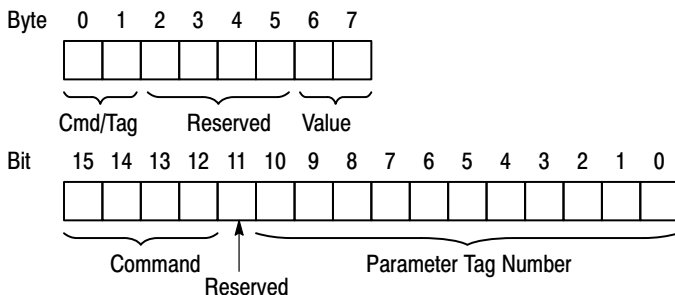 Byte 0 1 2 3 4 5 6 7
Cmd/Tag Reserved Value
Bit 15 14 13 12 11 10 9 8 7 6 5 4 3 2 1 0
Command Parameter Tag Number
Reserved